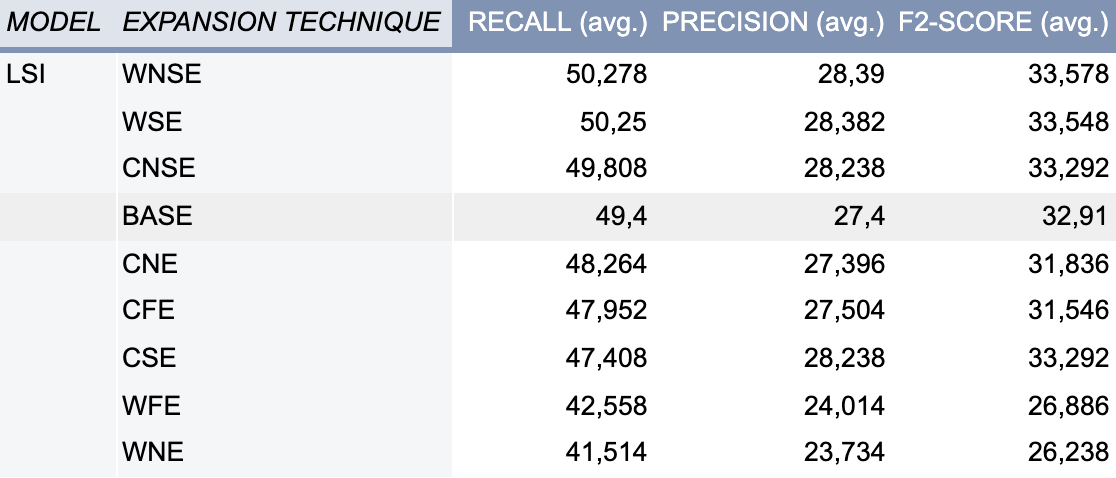 MODEL EXPANSION TECHNIQUE RECALL (avg.) PRECISION (avg.) F2-SCORE (avg.)
LSI WNSE 50,278 28,39 33,578
WSE 50,25 28,382 33,548
CNSE 49,808 28,238 33,292
BASE 49,4 27,4 32,91
CNE 48,264 27,396 31,836
CFE 47,952 27,504 31,546
CSE 47,408 28,238 33,292
WFE 42,558 24,014 26,886
WNE 41,514 23,734 26,238